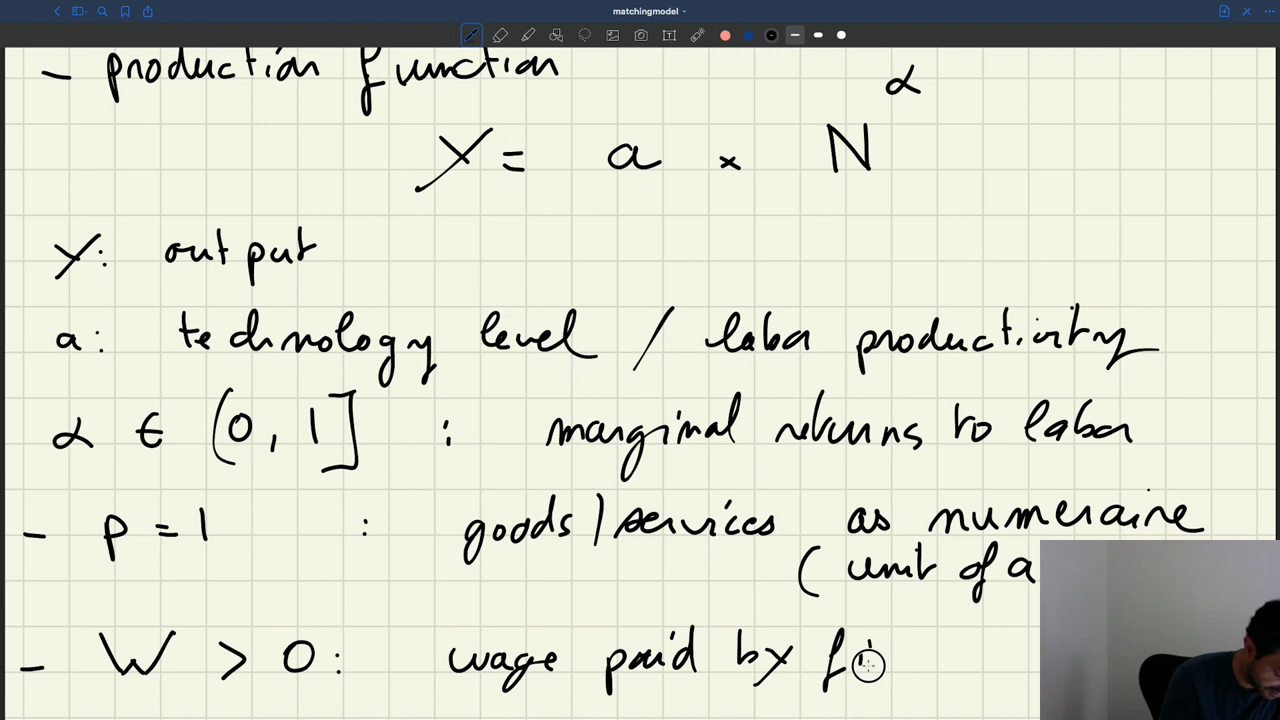 matchingmodel
- production function
Y = a × N^α
Y: output
a: technology level / labor productivity
α ∈ (0, 1] : marginal returns to labor
- p = 1 : goods/services as numeraire
(unit of a
- W > 0: wage paid by